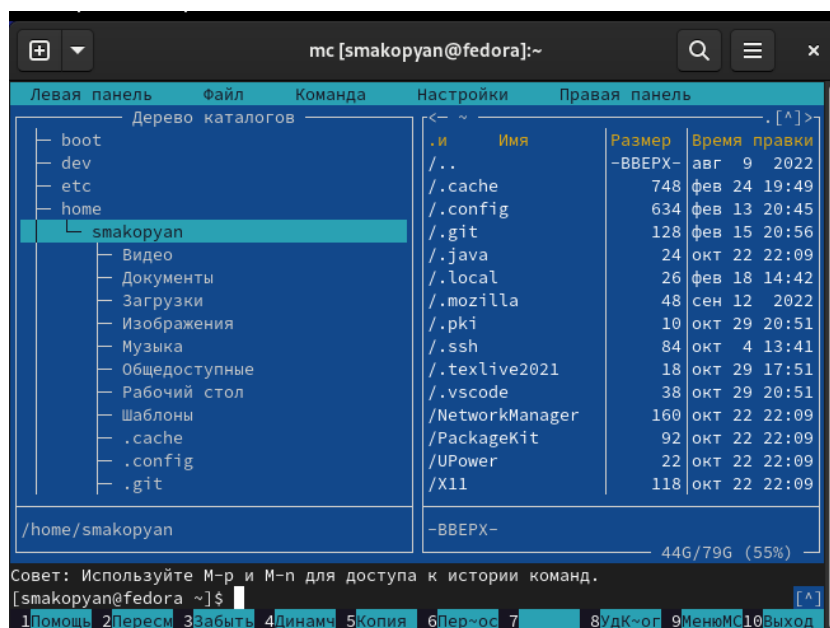 mc [smakopyan@fedora]:~
Левая панель Файл Команда Настройки Правая панель
Дерево каталогов
boot
dev
etc
home
smakopyan
Видео
Документы
Загрузки
Изображения
Музыка
Общедоступные
Рабочий стол
Шаблоны
.cache
.config
.git
/home/smakopyan
<— ~ .[^]>
.и Имя Размер Время правки
/.. -ВВЕРХ- авг 9 2022
/.cache 748 фев 24 19:49
/.config 634 фев 13 20:45
/.git 128 фев 15 20:56
/.java 24 окт 22 22:09
/.local 26 фев 18 14:42
/.mozilla 48 сен 12 2022
/.pki 10 окт 29 20:51
/.ssh 84 окт 4 13:41
/.texlive2021 18 окт 29 17:51
/.vscode 38 окт 29 20:51
/NetworkManager 160 окт 22 22:09
/PackageKit 92 окт 22 22:09
/UPower 22 окт 22 22:09
/X11 118 окт 22 22:09
-ВВЕРХ-
44G/79G (55%)
Совет: Используйте M-p и M-n для доступа к истории команд.
[smakopyan@fedora ~]$ [^]
1Помощь 2Пересм 3Забыть 4Динамч 5Копия 6Пер~ос 7 8УдК~ог 9МенюMC 10Выход